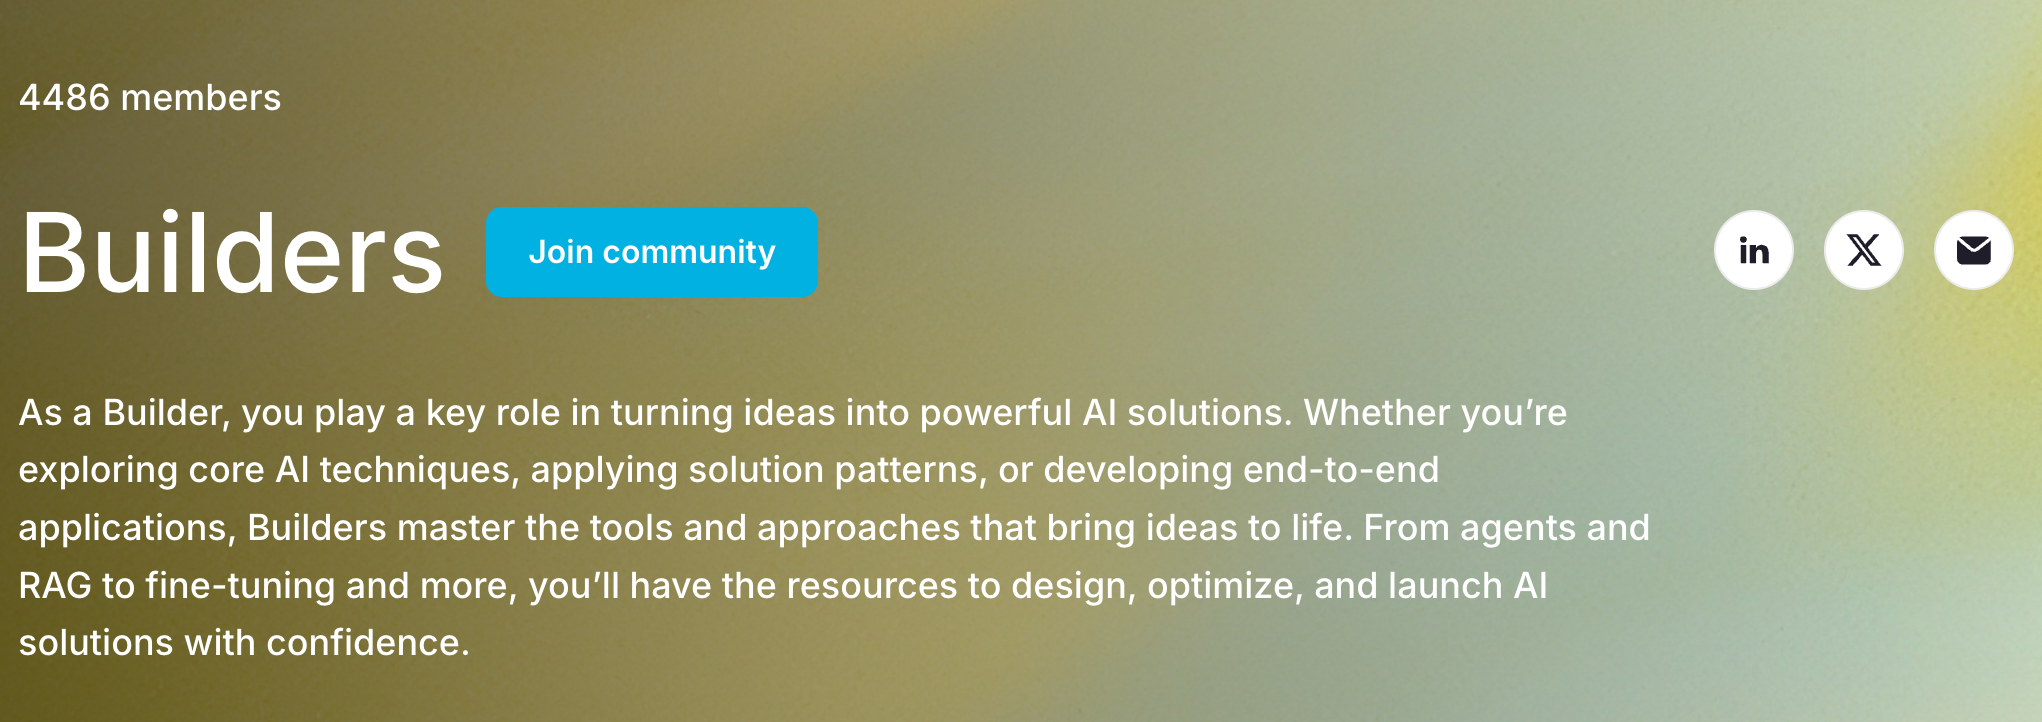 4486 members
Builders
Join community
in
X
As a Builder, you play a key role in turning ideas into powerful AI solutions. Whether you’re
exploring core AI techniques, applying solution patterns, or developing end-to-end
applications, Builders master the tools and approaches that bring ideas to life. From agents and
RAG to fine-tuning and more, you’ll have the resources to design, optimize, and launch AI
solutions with confidence.